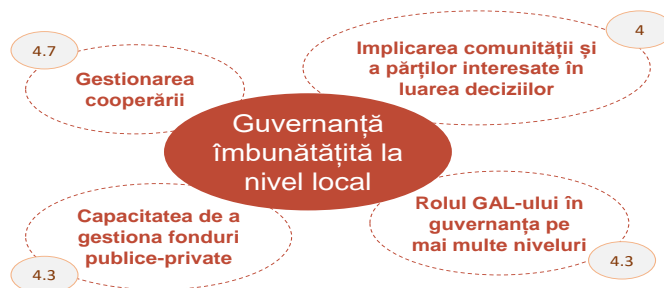 4.7
Gestionarea
cooperării
4
Implicarea comunității și
a părților interesate în
luarea deciziilor
Guvernanță
îmbunătățită la
nivel local
Capacitatea de a
gestiona fonduri
publice-private
4.3
Rolul GAL-ului în
guvernanța pe
mai multe niveluri
4.3